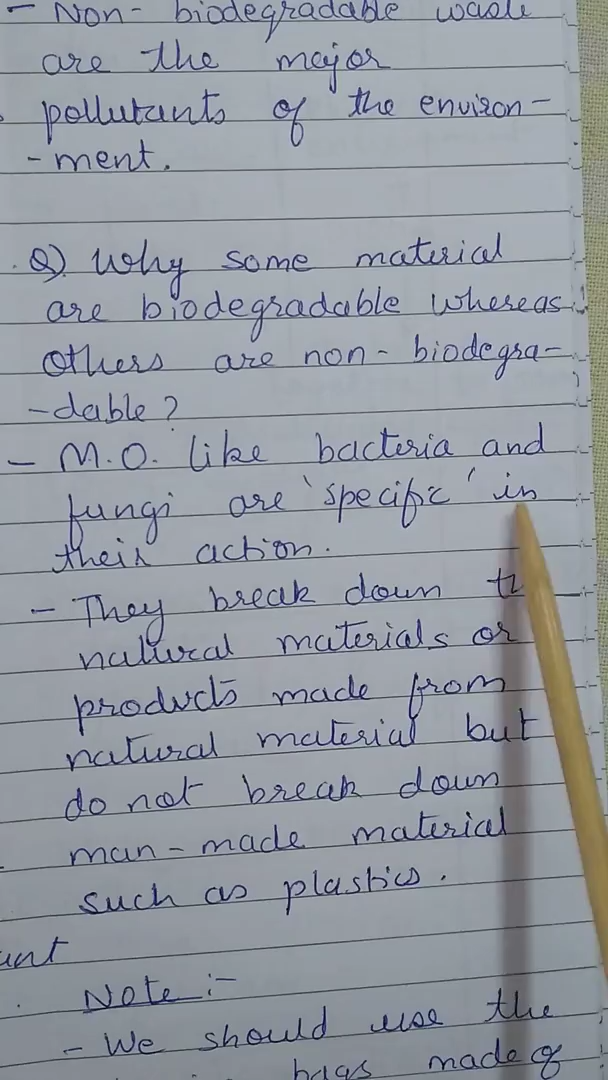 - Non- biodegradable waste
are the major
pollutants of the environ-
-ment.
Q) Why some material
are biodegradable whereas
others are non-biodegra-
-dable?
- M.O. like bacteria and
fungi are 'specific' in
their action.
- They break down
natural materials or
products made from
natural material but
do not break down
man-made material
such as plastics.
Note :-
- We should use the
bags made of